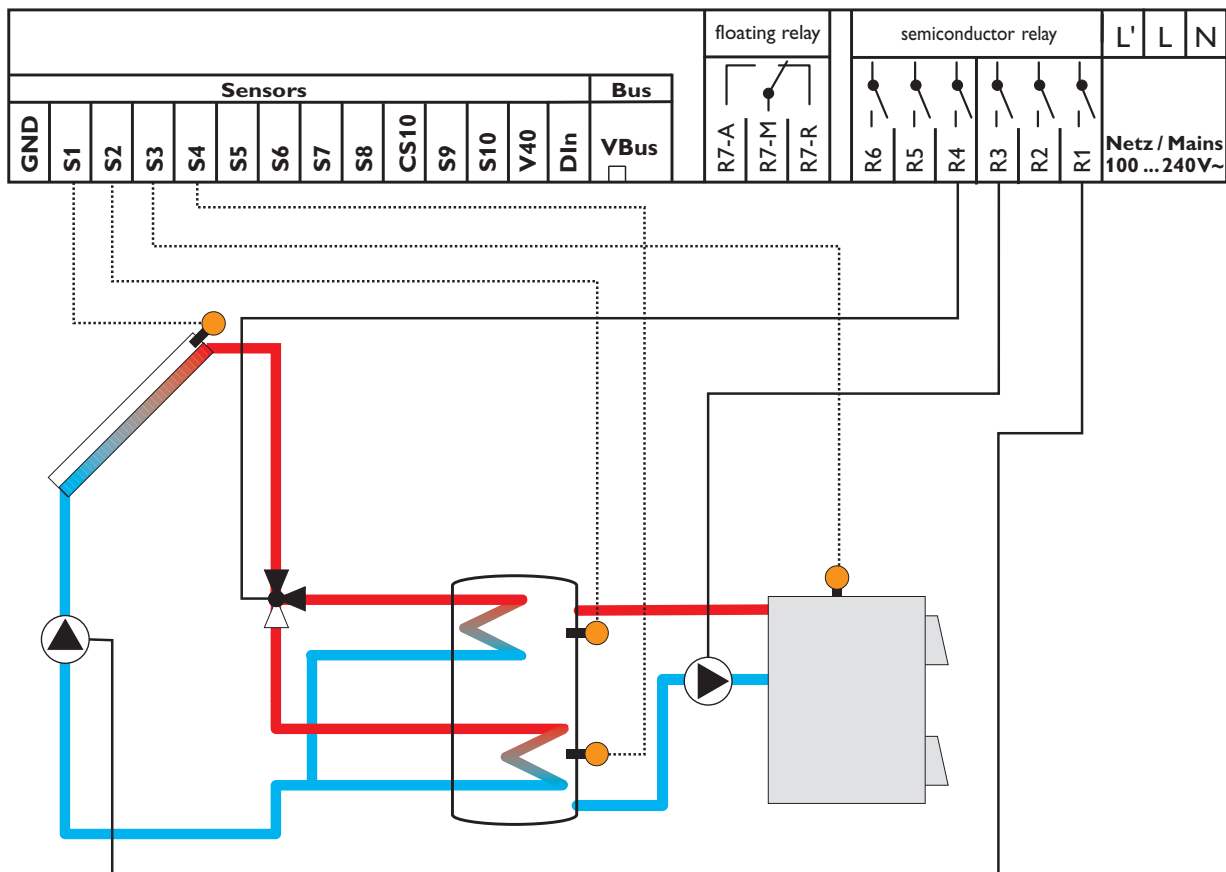 floating relay
semiconductor relay
L' L N
Sensors
Bus
GND
S1
S2
S3
S4
S5
S6
S7
S8
CS10
S9
S10
V40
DIn
VBus
R7-A
R7-M
R7-R
R6
R5
R4
R3
R2
R1
Netz / Mains
100 ... 240 V~